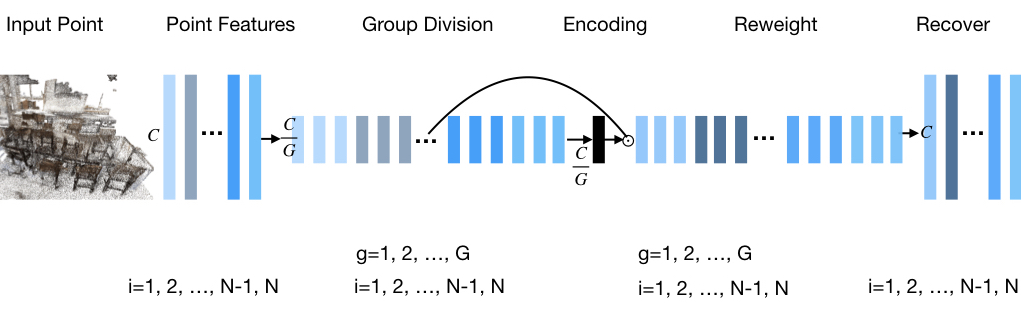 Input Point Point Features Group Division Encoding Reweight Recover
C ... C/G ... C/G ⊙ ... C ...
g=1, 2, …, G g=1, 2, …, G
i=1, 2, …, N-1, N i=1, 2, …, N-1, N i=1, 2, …, N-1, N i=1, 2, …, N-1, N